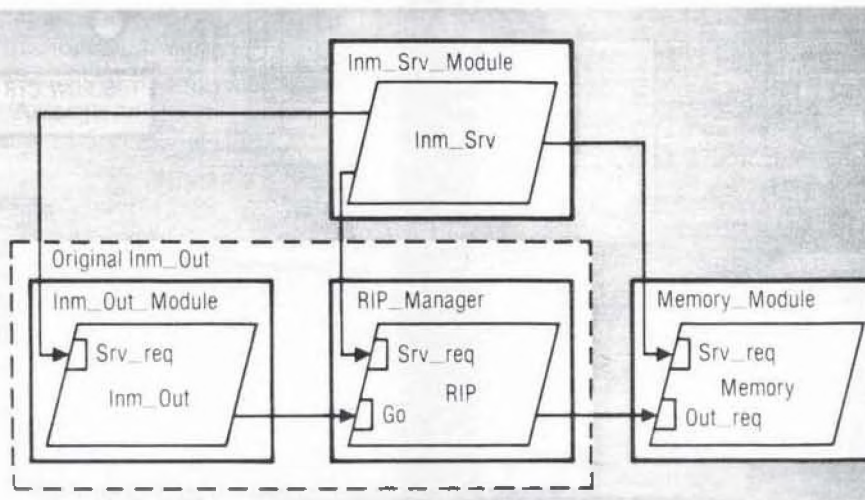 Inm_Srv_Module
Inm_Srv
Original Inm_Out
Inm_Out_Module
Srv_req
Inm_Out
RIP_Manager
Srv_req
RIP
Go
Memory_Module
Srv_req
Memory
Out_req